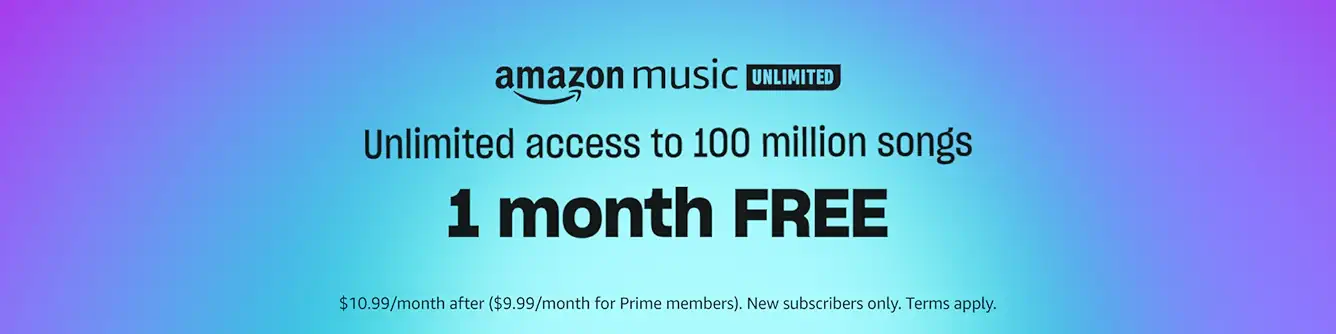 amazon music UNLIMITED
Unlimited access to 100 million songs
1 month FREE
$10.99/month after ($9.99/month for Prime members). New subscribers only. Terms apply.